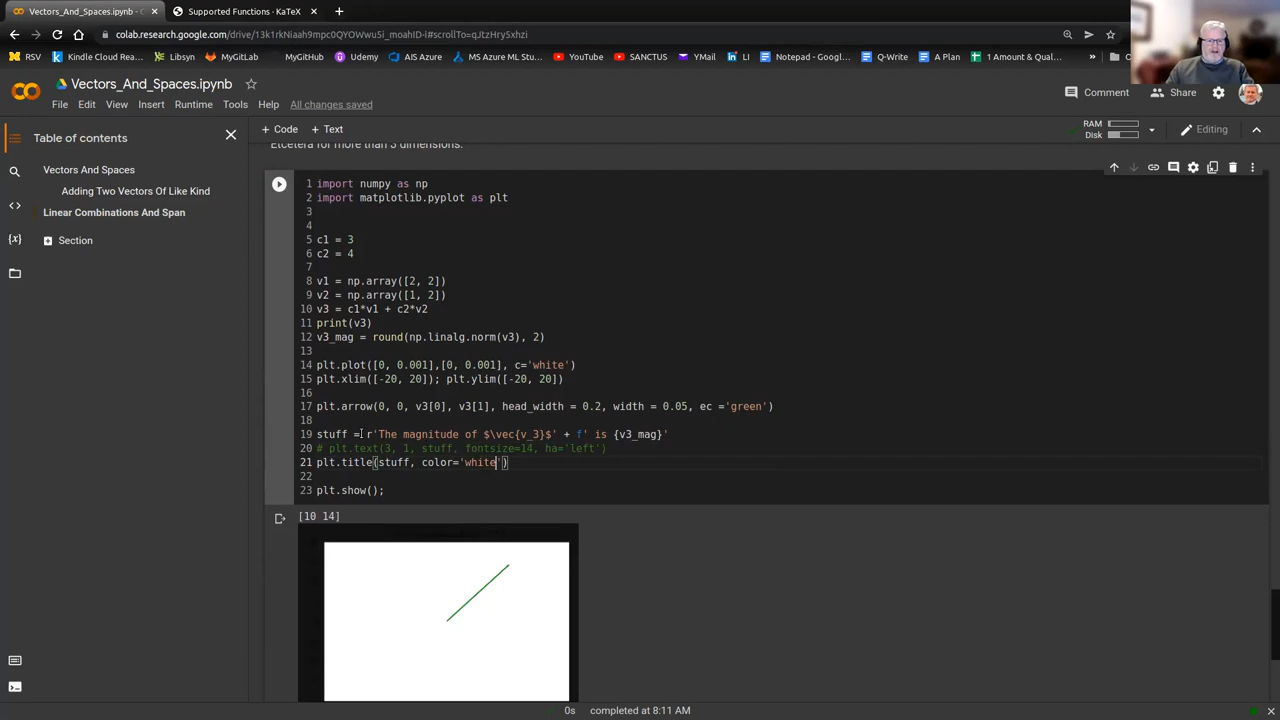 Vectors_And_Spaces.ipynb - Co
Supported Functions - KaTeX
colab.research.google.com/drive/13k1rkNiaah9mpc0QYOWwu5i_moahID-i#scrollTo=qJtzHry5xhzi
RSV
Kindle Cloud Rea...
Libsyn
MyGitLab
MyGitHub
Udemy
AIS Azure
MS Azure ML Stu...
YouTube
SANCTUS
YMail
LI
Notepad - Googl...
Q-Write
A Plan
1 Amount & Qual...
Vectors_And_Spaces.ipynb
File Edit View Insert Runtime Tools Help All changes saved
Comment
Share
Table of contents
+ Code + Text
RAM
Disk
Editing
Vectors And Spaces
Adding Two Vectors Of Like Kind
Linear Combinations And Span
Section
Etcetera for more than 3 dimensions.
1 import numpy as np
2 import matplotlib.pyplot as plt
3
4
5 c1 = 3
6 c2 = 4
7
8 v1 = np.array([2, 2])
9 v2 = np.array([1, 2])
10 v3 = c1*v1 + c2*v2
11 print(v3)
12 v3_mag = round(np.linalg.norm(v3), 2)
13
14 plt.plot([0, 0.001],[0, 0.001], c='white')
15 plt.xlim([-20, 20]); plt.ylim([-20, 20])
16
17 plt.arrow(0, 0, v3[0], v3[1], head_width = 0.2, width = 0.05, ec ='green')
18
19 stuff = r'The magnitude of $\vec{v_3}$' + f' is {v3_mag}'
20 # plt.text(3, 1, stuff, fontsize=14, ha='left')
21 plt.title(stuff, color='white')
22
23 plt.show();
[10 14]
0s completed at 8:11 AM